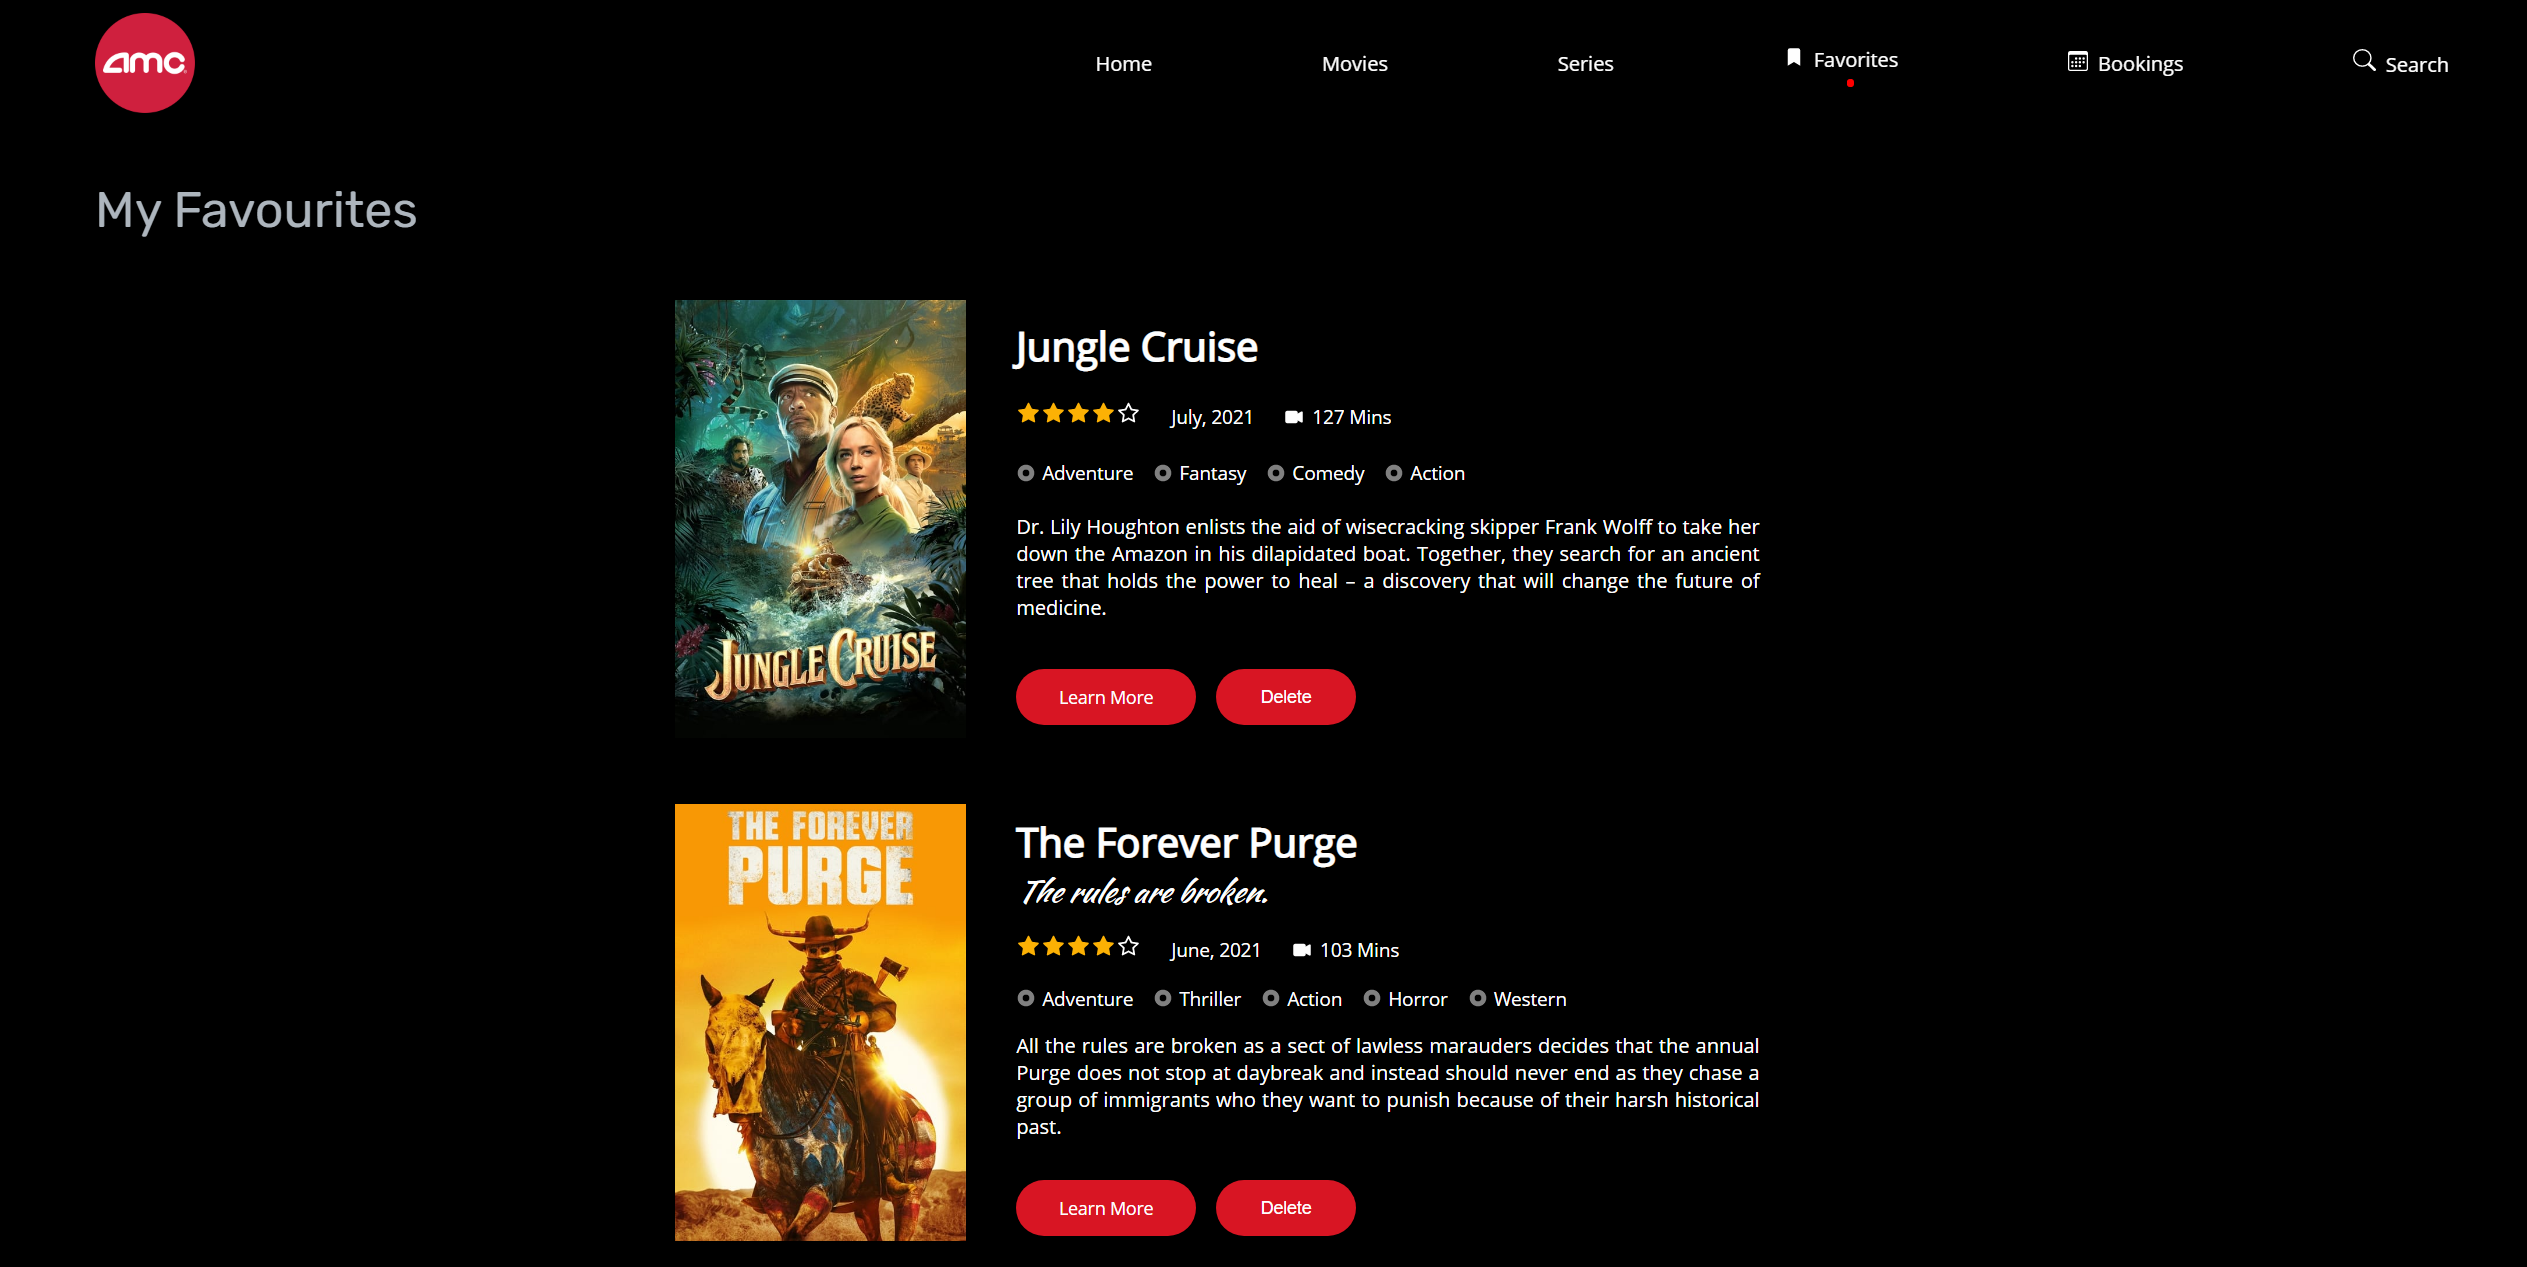 amc
Home Movies Series Favorites Bookings Search
My Favourites
JUNGLE CRUISE
Jungle Cruise
July, 2021 127 Mins
Adventure Fantasy Comedy Action
Dr. Lily Houghton enlists the aid of wisecracking skipper Frank Wolff to take her
down the Amazon in his dilapidated boat. Together, they search for an ancient
tree that holds the power to heal – a discovery that will change the future of
medicine.
Learn More Delete
THE FOREVER
PURGE
The Forever Purge
The rules are broken.
June, 2021 103 Mins
Adventure Thriller Action Horror Western
All the rules are broken as a sect of lawless marauders decides that the annual
Purge does not stop at daybreak and instead should never end as they chase a
group of immigrants who they want to punish because of their harsh historical
past.
Learn More Delete